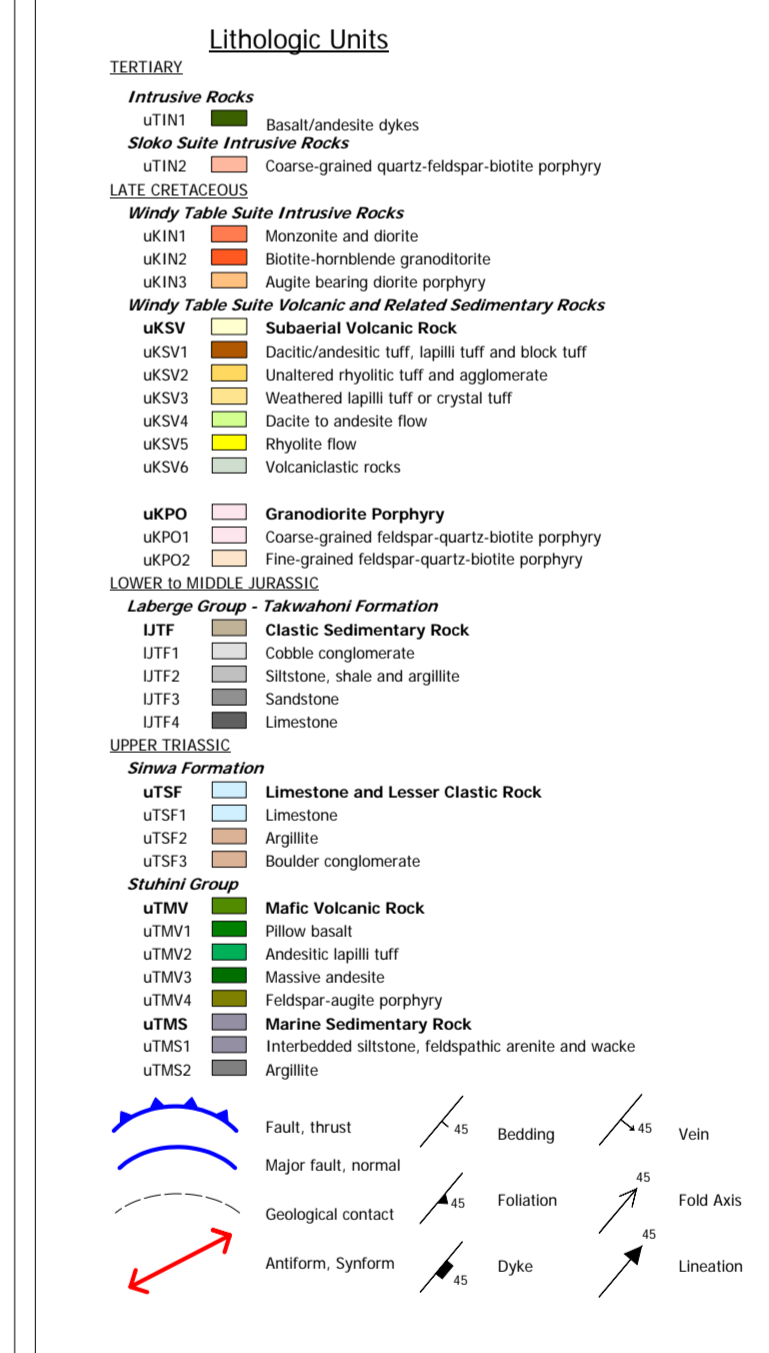 Lithologic Units
TERTIARY
Intrusive Rocks
uTIN1 Basalt/andesite dykes
Sloko Suite Intrusive Rocks
uTIN2 Coarse-grained quartz-feldspar-biotite porphyry
LATE CRETACEOUS
Windy Table Suite Intrusive Rocks
uKIN1 Monzonite and diorite
uKIN2 Biotite-hornblende granoditorite
uKIN3 Augite bearing diorite porphyry
Windy Table Suite Volcanic and Related Sedimentary Rocks
uKSV Subaerial Volcanic Rock
uKSV1 Dacitic/andesitic tuff, lapilli tuff and block tuff
uKSV2 Unaltered rhyolitic tuff and agglomerate
uKSV3 Weathered lapilli tuff or crystal tuff
uKSV4 Dacite to andesite flow
uKSV5 Rhyolite flow
uKSV6 Volcaniclastic rocks
uKPO Granodiorite Porphyry
uKPO1 Coarse-grained feldspar-quartz-biotite porphyry
uKPO2 Fine-grained feldspar-quartz-biotite porphyry
LOWER to MIDDLE JURASSIC
Laberge Group - Takwahoni Formation
lJTF Clastic Sedimentary Rock
lJTF1 Cobble conglomerate
lJTF2 Siltstone, shale and argillite
lJTF3 Sandstone
lJTF4 Limestone
UPPER TRIASSIC
Sinwa Formation
uTSF Limestone and Lesser Clastic Rock
uTSF1 Limestone
uTSF2 Argillite
uTSF3 Boulder conglomerate
Stuhini Group
uTMV Mafic Volcanic Rock
uTMV1 Pillow basalt
uTMV2 Andesitic lapilli tuff
uTMV3 Massive andesite
uTMV4 Feldspar-augite porphyry
uTMS Marine Sedimentary Rock
uTMS1 Interbedded siltstone, feldspathic arenite and wacke
uTMS2 Argillite
Fault, thrust 45 Bedding 45 Vein
Major fault, normal
Geological contact 45 Foliation 45 Fold Axis
Antiform, Synform 45 Dyke 45 Lineation